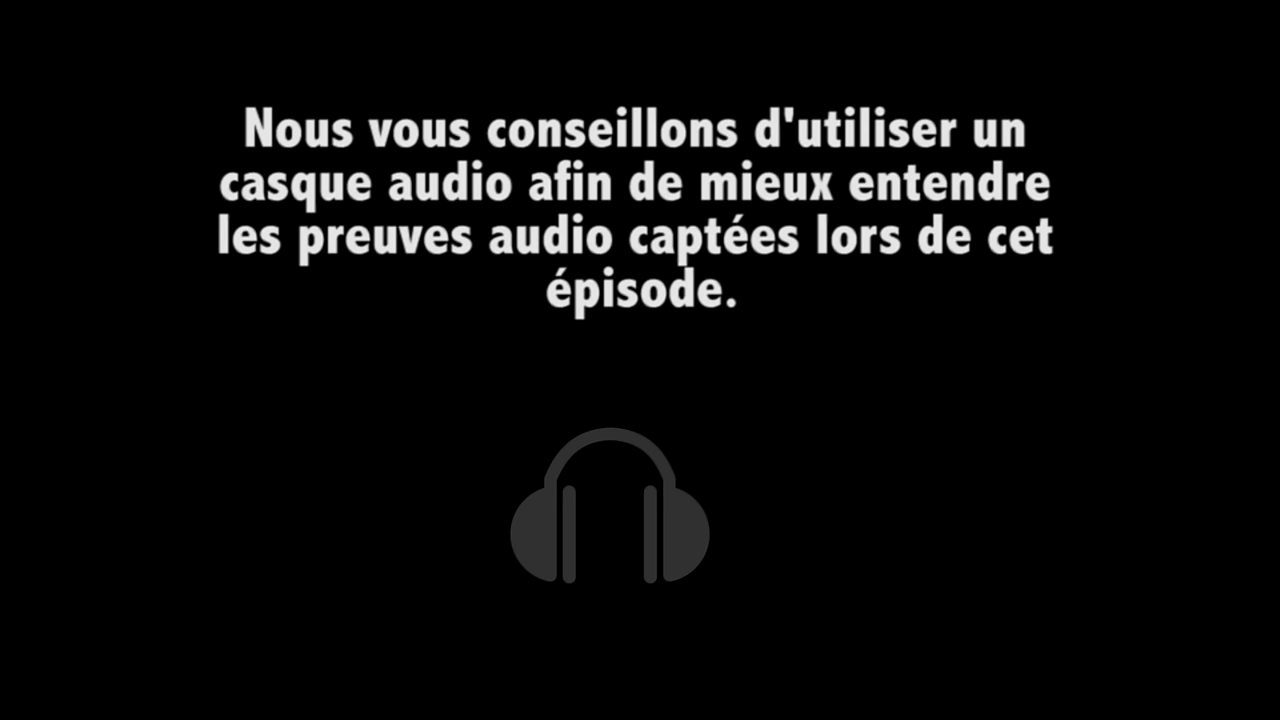 Nous vous conseillons d'utiliser un
casque audio afin de mieux entendre
les preuves audio captées lors de cet
épisode.